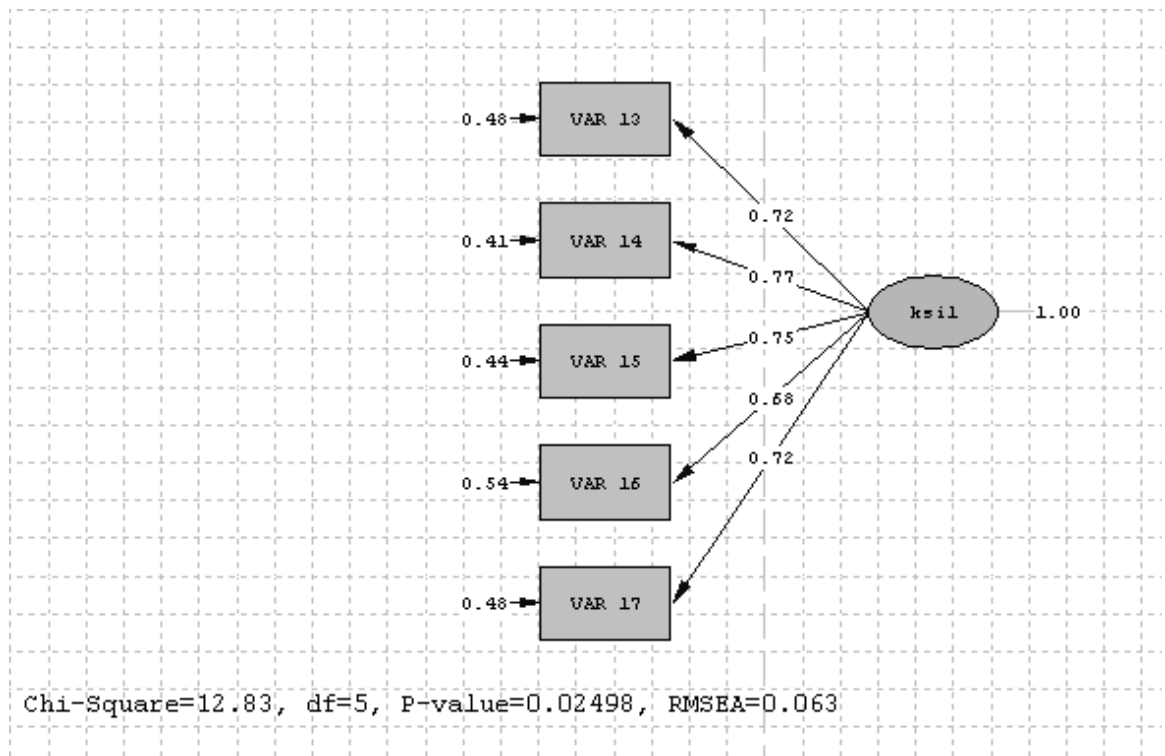 0.48 VAR 13
0.72
0.41 VAR 14
0.77
ksi1 1.00
0.75
0.44 VAR 15
0.68
0.72
0.54 VAR 16
0.48 VAR 17
Chi-Square=12.83, df=5, P-value=0.02498, RMSEA=0.063